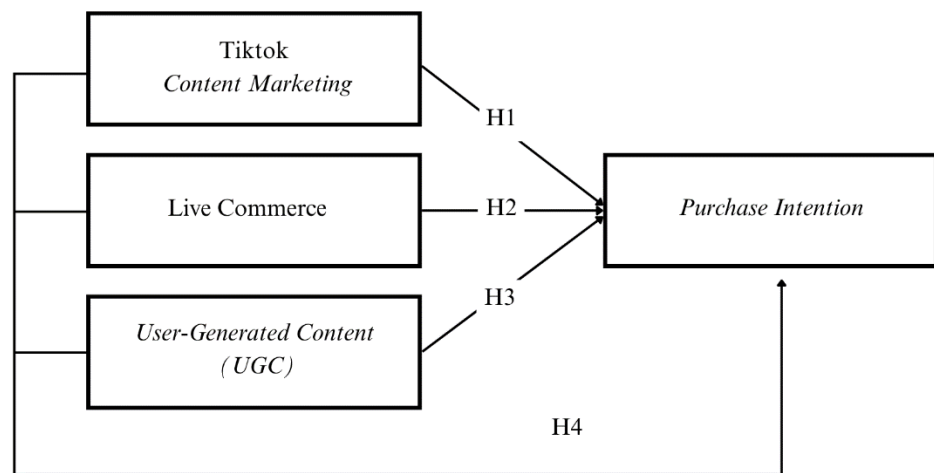 Tiktok
Content Marketing
H1
Live Commerce
H2
Purchase Intention
H3
User-Generated Content
(UGC)
H4